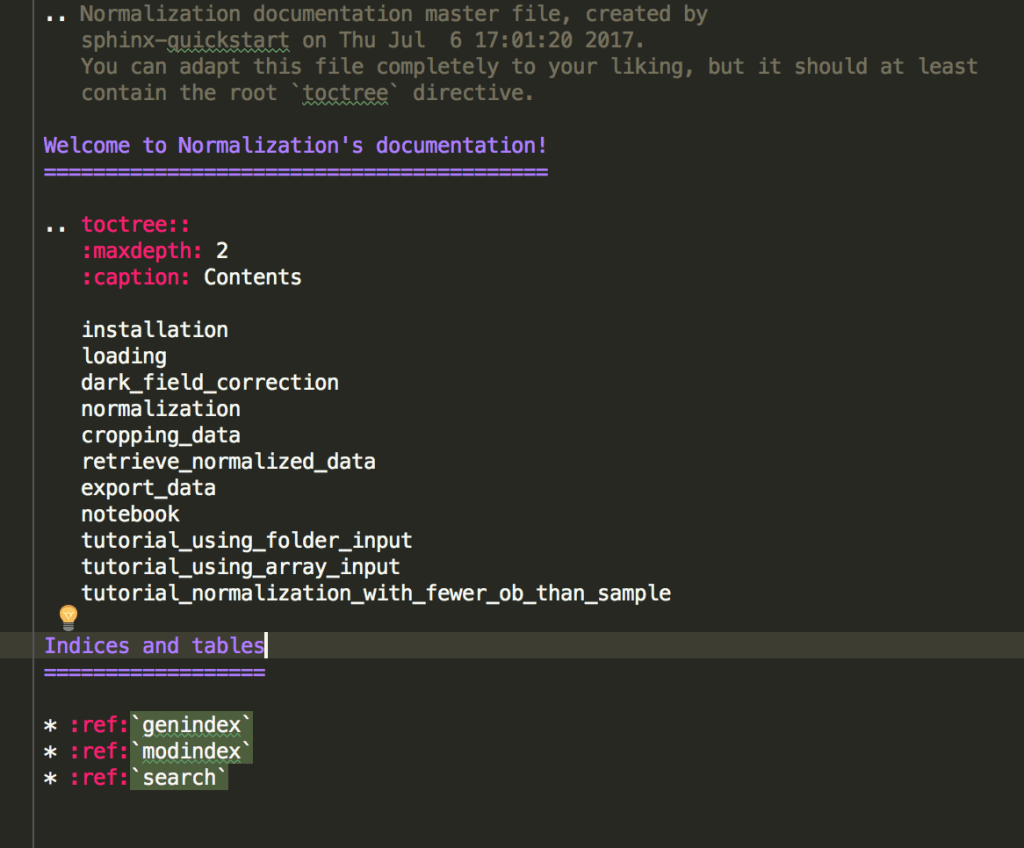 .. Normalization documentation master file, created by
   sphinx-quickstart on Thu Jul  6 17:01:20 2017.
   You can adapt this file completely to your liking, but it should at least
   contain the root `toctree` directive.

Welcome to Normalization's documentation!
=========================================

.. toctree::
   :maxdepth: 2
   :caption: Contents

   installation
   loading
   dark_field_correction
   normalization
   cropping_data
   retrieve_normalized_data
   export_data
   notebook
   tutorial_using_folder_input
   tutorial_using_array_input
   tutorial_normalization_with_fewer_ob_than_sample

Indices and tables
==================

* :ref:`genindex`
* :ref:`modindex`
* :ref:`search`